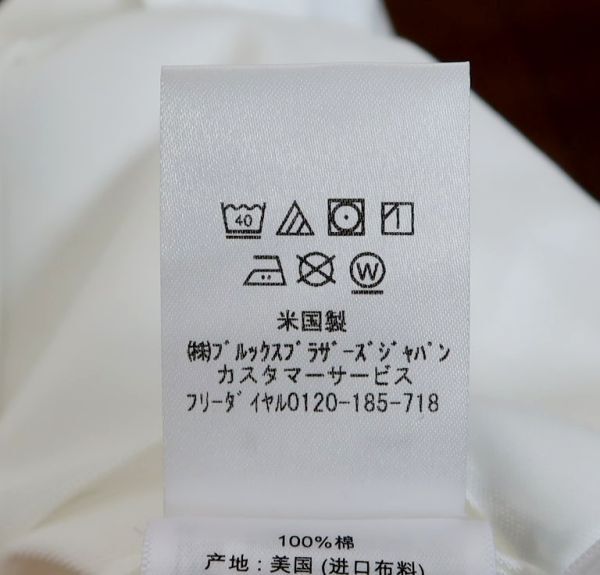 40
W
米国製
㈱ブルックスブラザーズジャパン
カスタマーサービス
フリーダイヤル0120-185-718
100%棉
产地:美国(进口布料)